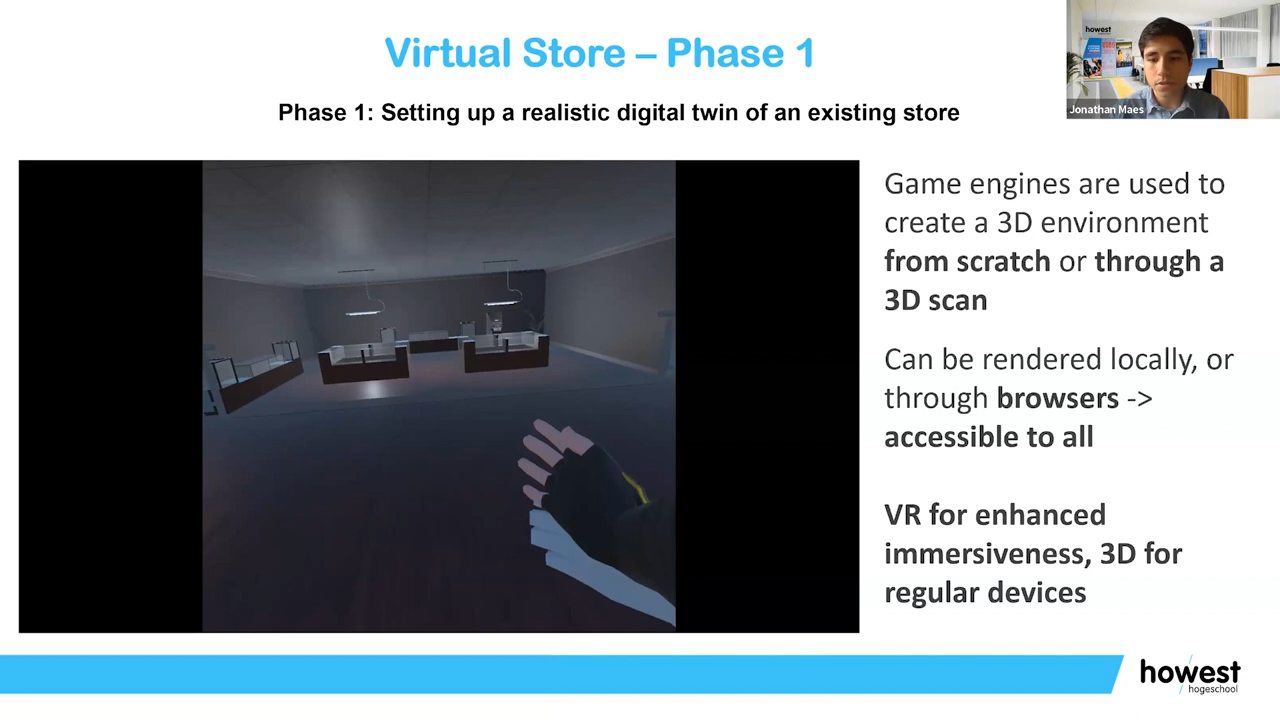 Virtual Store – Phase 1
Phase 1: Setting up a realistic digital twin of an existing store
howest
hogeschool
Jonathan Maes
Game engines are used to
create a 3D environment
from scratch or through a
3D scan
Can be rendered locally, or
through browsers ->
accessible to all
VR for enhanced
immersiveness, 3D for
regular devices
howest
hogeschool